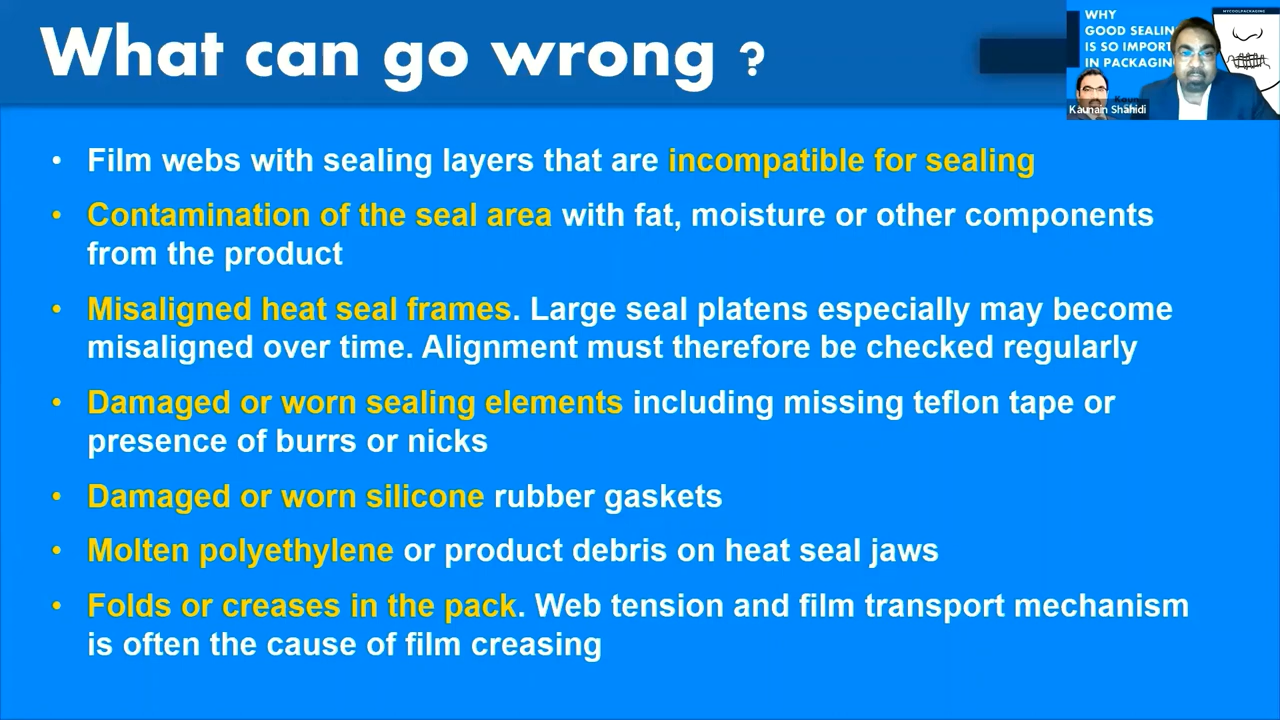 What can go wrong ?
WHY
GOOD SEALIN
IS SO IMPORT
IN PACKAGING
MYCOOLPACKAGING
Kaunain Shahidi
• Film webs with sealing layers that are incompatible for sealing
• Contamination of the seal area with fat, moisture or other components
from the product
• Misaligned heat seal frames. Large seal platens especially may become
misaligned over time. Alignment must therefore be checked regularly
• Damaged or worn sealing elements including missing teflon tape or
presence of burrs or nicks
• Damaged or worn silicone rubber gaskets
• Molten polyethylene or product debris on heat seal jaws
• Folds or creases in the pack. Web tension and film transport mechanism
is often the cause of film creasing